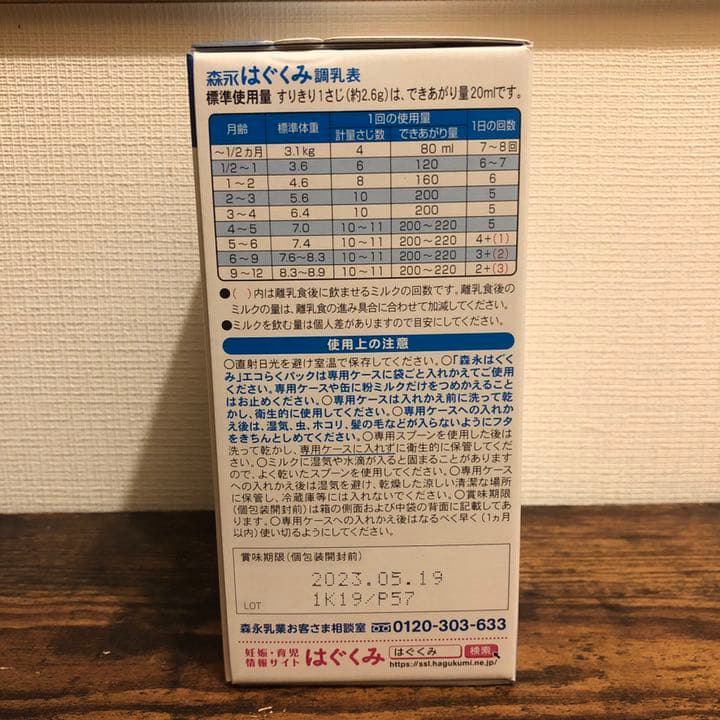 森永はぐくみ調乳表
標準使用量 すりきり1さじ(約2.6g)は、できあがり量20mlです。
月齢 標準体重 1回の使用量 1日の回数
計量さじ数 できあがり量
~1/2ヵ月 3.1kg 4 80 ml 7~8回
1/2~1 3.6 6 120 6~7
1~2 4.6 8 160 6
2~3 5.6 10 200 5
3~4 6.4 10 200 5
4~5 7.0 10~11 200~220 5
5~6 7.4 10~11 200~220 4+(1)
6~9 7.6~8.3 10~11 200~220 3+(2)
9~12 8.3~8.9 10~11 200~220 2+(3)
●( )内は離乳食後に飲ませるミルクの回数です。離乳食後の
ミルクの量は、離乳食の進み具合に合わせて加減してください。
●ミルクを飲む量は個人差がありますので目安にしてください。
使用上の注意
○直射日光を避け室温で保存してください。○「森永はぐく
み」エコらくパックは専用ケースに袋ごと入れかえてご使用
ください。専用ケースや缶に粉ミルクだけをつめかえること
はお止めください。○専用ケースは入れかえ前に洗って乾
かし、衛生的に使用してください。○専用ケースへの入れか
え後は、湿気、虫、ホコリ、髪の毛などが入らないようにフタ
をきちんとしめてください。○専用スプーンを使用した後は
洗って乾かし、専用ケースに入れずに衛生的に保管してくだ
さい。○ミルクに湿気や水滴が入ると固まることがあります
ので、よく乾いたスプーンを使用してください。○専用ケース
への入れかえ後は湿気を避け、乾燥した涼しい清潔な場所
に保管し、冷蔵庫等には入れないでください。○賞味期限
(個包装開封前)は箱の側面および中袋の背面に記載してあ
ります。○専用ケースへの入れかえ後はなるべく早く(1ヵ月
以内)使い切るようにしてください。
賞味期限(個包装開封前)
2023.05.19
LOT 1K19/P57
森永乳業お客さま相談室 0120-303-633
妊娠・育児
情報サイト はぐくみ はぐくみ 検索
https://ssl.hagukumi.ne.jp/